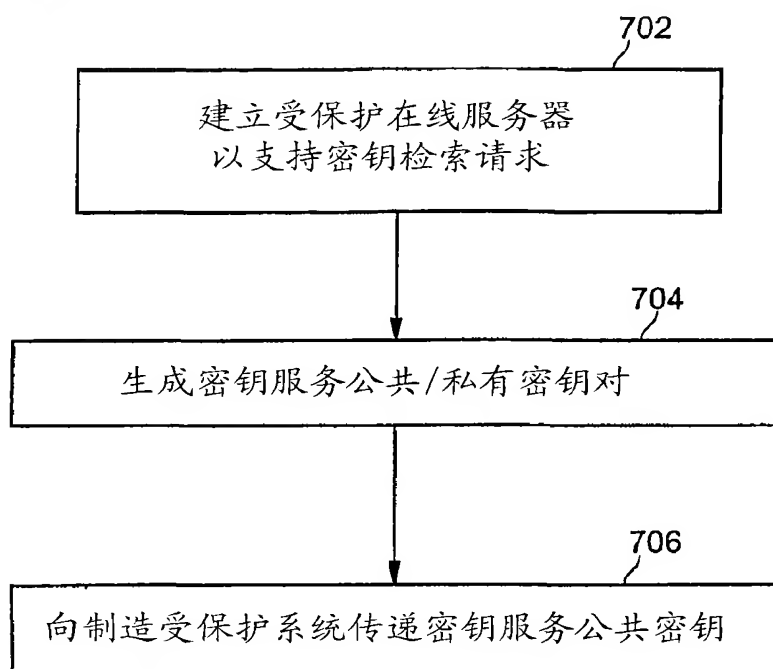 702
建立受保护在线服务器
以支持密钥检索请求
704
生成密钥服务公共/私有密钥对
706
向制造受保护系统传递密钥服务公共密钥